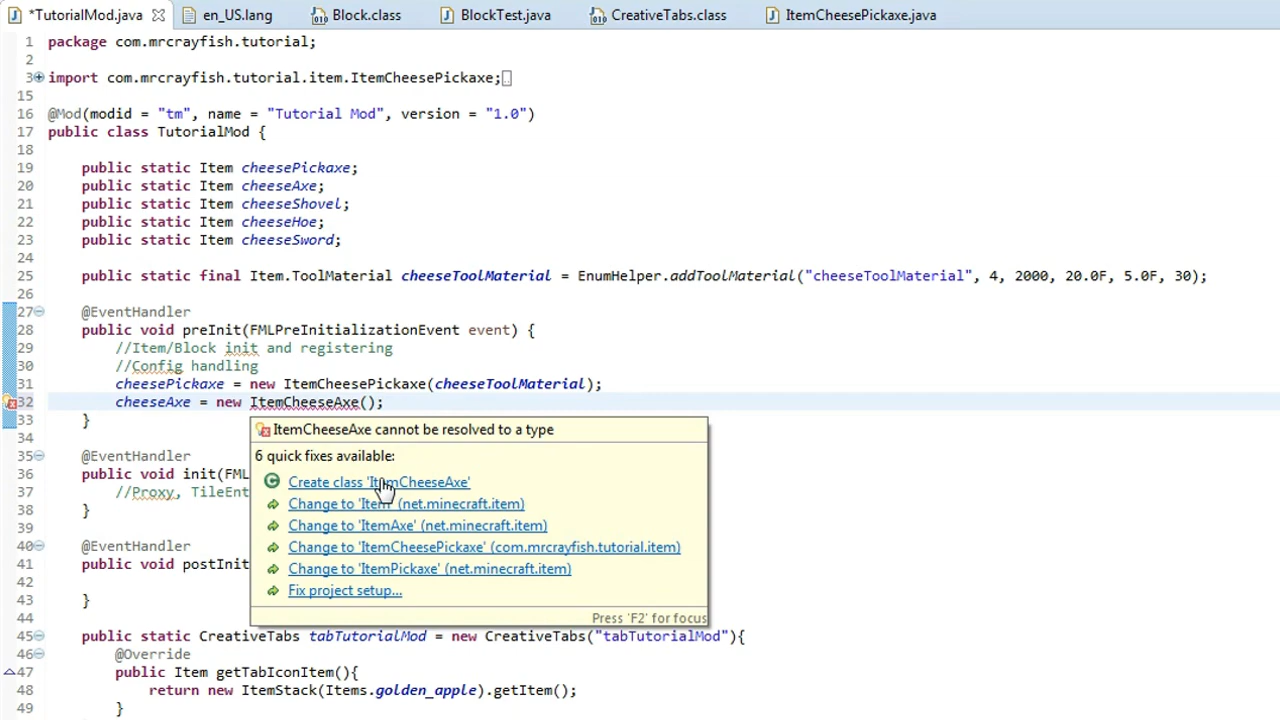 *TutorialMod.java en_US.lang Block.class BlockTest.java CreativeTabs.class ItemCheesePickaxe.java
1 package com.mrcrayfish.tutorial;
2
3 import com.mrcrayfish.tutorial.item.ItemCheesePickaxe;
15
16 @Mod(modid = "tm", name = "Tutorial Mod", version = "1.0")
17 public class TutorialMod {
18
19 public static Item cheesePickaxe;
20 public static Item cheeseAxe;
21 public static Item cheeseShovel;
22 public static Item cheeseHoe;
23 public static Item cheeseSword;
24
25 public static final Item.ToolMaterial cheeseToolMaterial = EnumHelper.addToolMaterial("cheeseToolMaterial", 4, 2000, 20.0F, 5.0F, 30);
26
27 @EventHandler
28 public void preInit(FMLPreInitializationEvent event) {
29 //Item/Block init and registering
30 //Config handling
31 cheesePickaxe = new ItemCheesePickaxe(cheeseToolMaterial);
32 cheeseAxe = new ItemCheeseAxe();
33 }
ItemCheeseAxe cannot be resolved to a type
34
6 quick fixes available:
35 @EventHandler
36 public void init(FML
Create class 'ItemCheeseAxe'
37 //Proxy, TileEnt
Change to 'Item' (net.minecraft.item)
38 }
Change to 'ItemAxe' (net.minecraft.item)
39
40 @EventHandler
Change to 'ItemCheesePickaxe' (com.mrcrayfish.tutorial.item)
41 public void postInit
Change to 'ItemPickaxe' (net.minecraft.item)
42
Fix project setup...
43 }
44
Press 'F2' for focus
45 public static CreativeTabs tabTutorialMod = new CreativeTabs("tabTutorialMod"){
46 @Override
47 public Item getTabIconItem(){
48 return new ItemStack(Items.golden_apple).getItem();
49 }